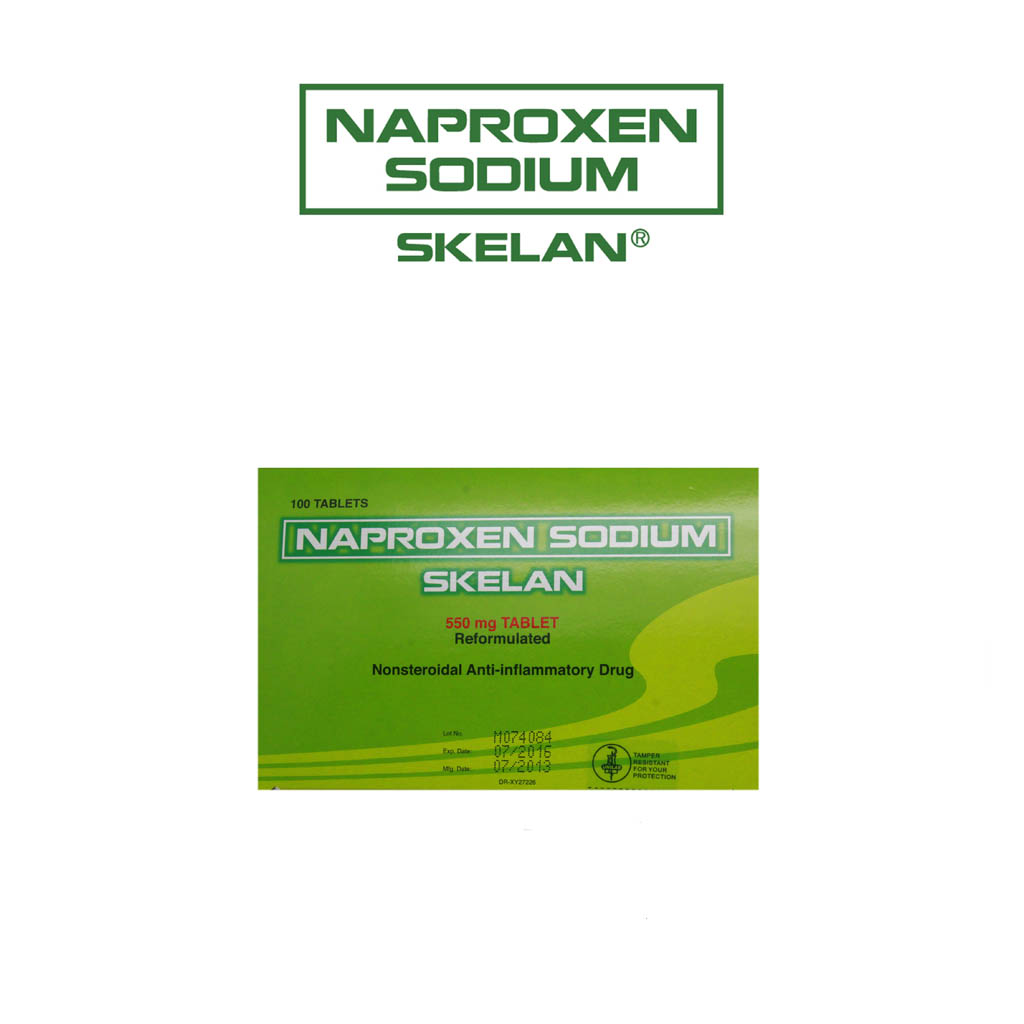 NAPROXEN
SODIUM
SKELAN®
100 TABLETS
NAPROXEN SODIUM
SKELAN
550 mg TABLET
Reformulated
Nonsteroidal Anti-inflammatory Drug
Lot No. M074084
Exp. Date: 07/2016
Mfg. Date: 07/2013
DR-XY27226
TAMPER
RESISTANT
FOR YOUR
PROTECTION